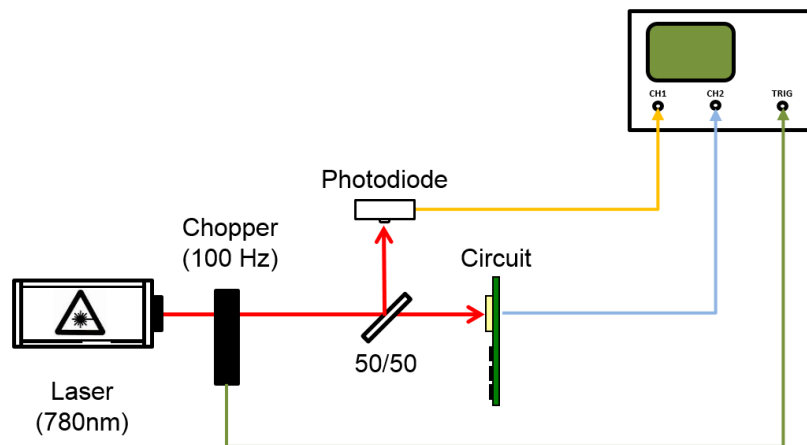 CH1
CH2
TRIG
Photodiode
Chopper
(100 Hz)
Circuit
50/50
Laser
(780nm)